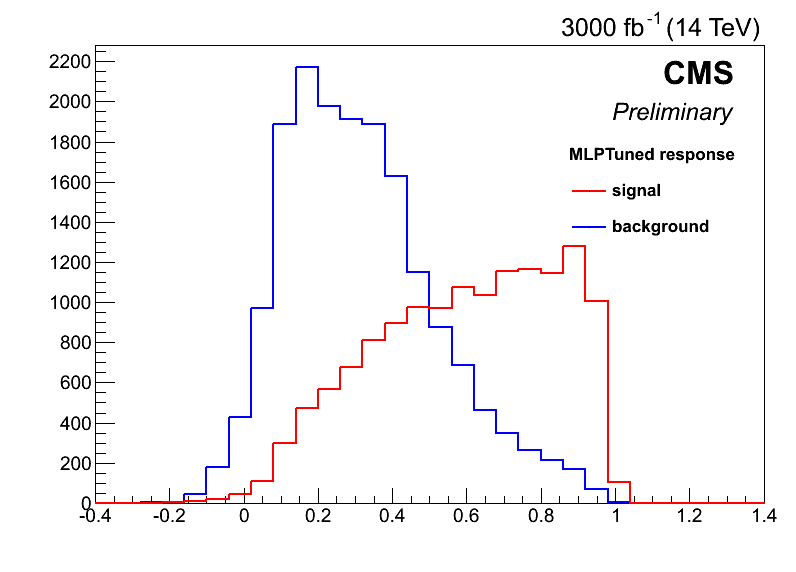 3000 fb⁻¹ (14 TeV)
CMS
Preliminary
MLPTuned response
signal
background
2200
2000
1800
1600
1400
1200
1000
800
600
400
200
0
-0.4 -0.2 0 0.2 0.4 0.6 0.8 1 1.2 1.4